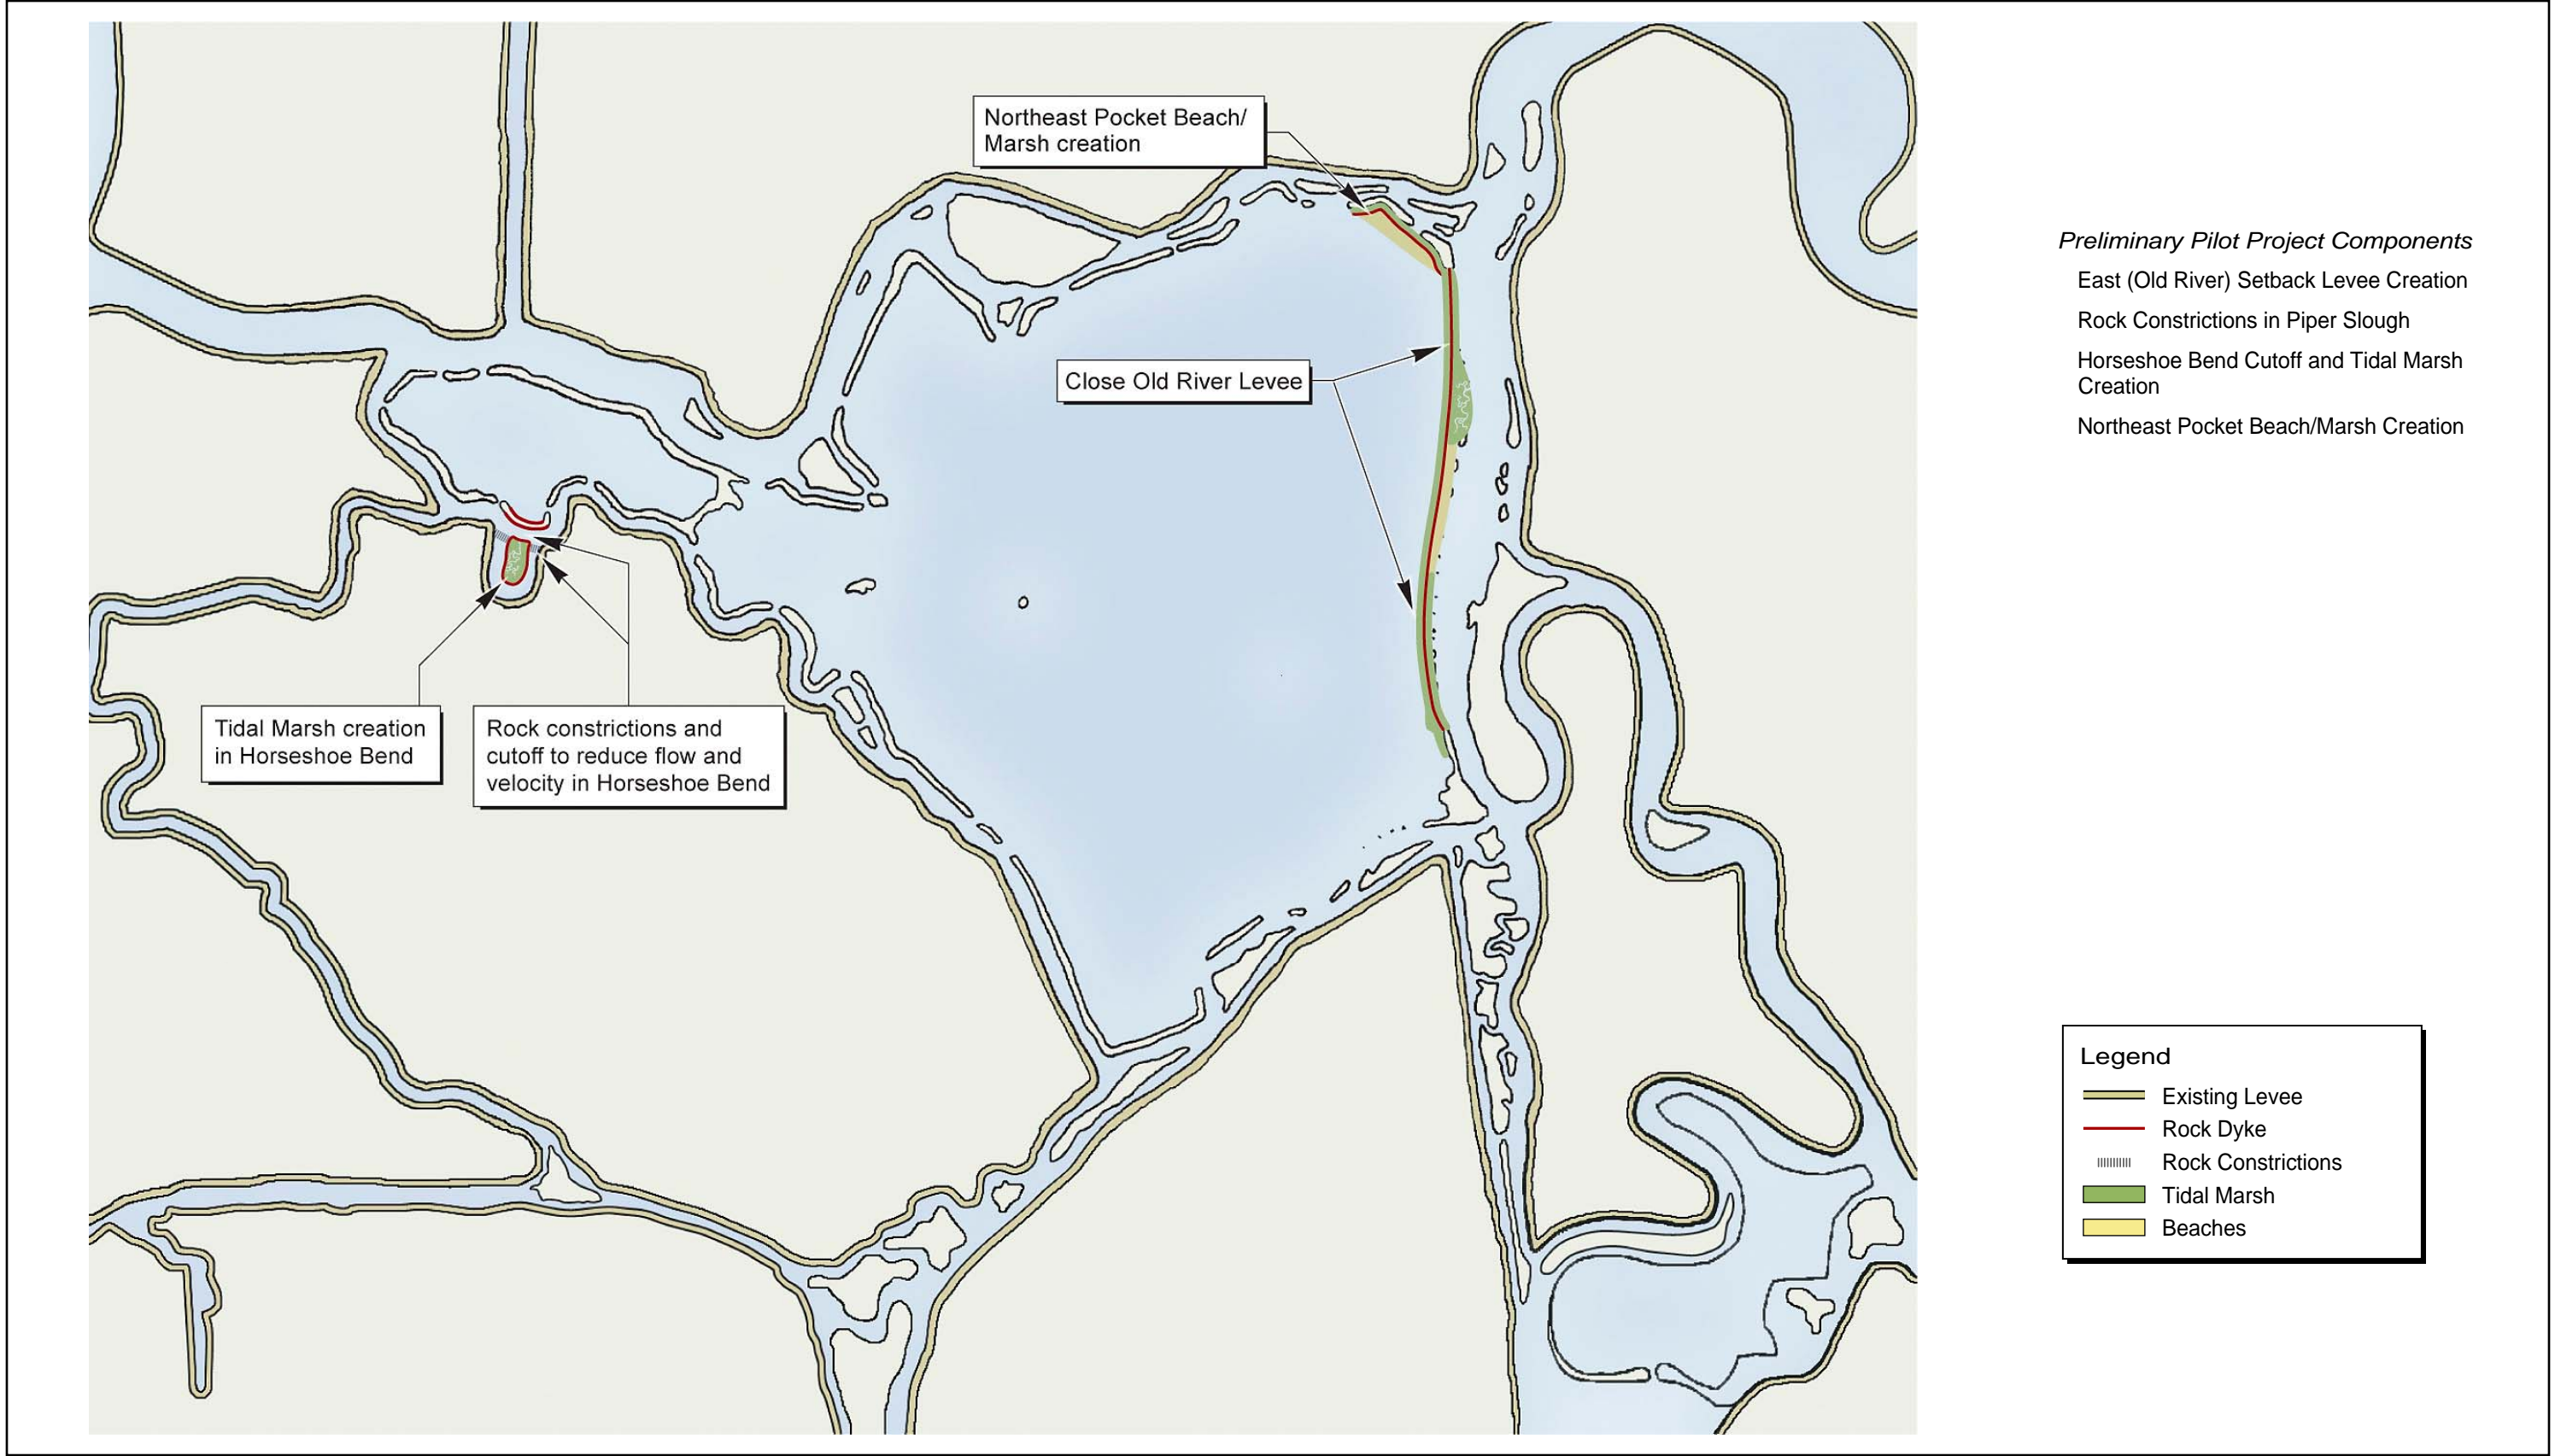 Northeast Pocket Beach/
Marsh creation
Close Old River Levee
Tidal Marsh creation
in Horseshoe Bend
Rock constrictions and
cutoff to reduce flow and
velocity in Horseshoe Bend
Preliminary Pilot Project Components
East (Old River) Setback Levee Creation
Rock Constrictions in Piper Slough
Horseshoe Bend Cutoff and Tidal Marsh
Creation
Northeast Pocket Beach/Marsh Creation
Legend
Existing Levee
Rock Dyke
Rock Constrictions
Tidal Marsh
Beaches